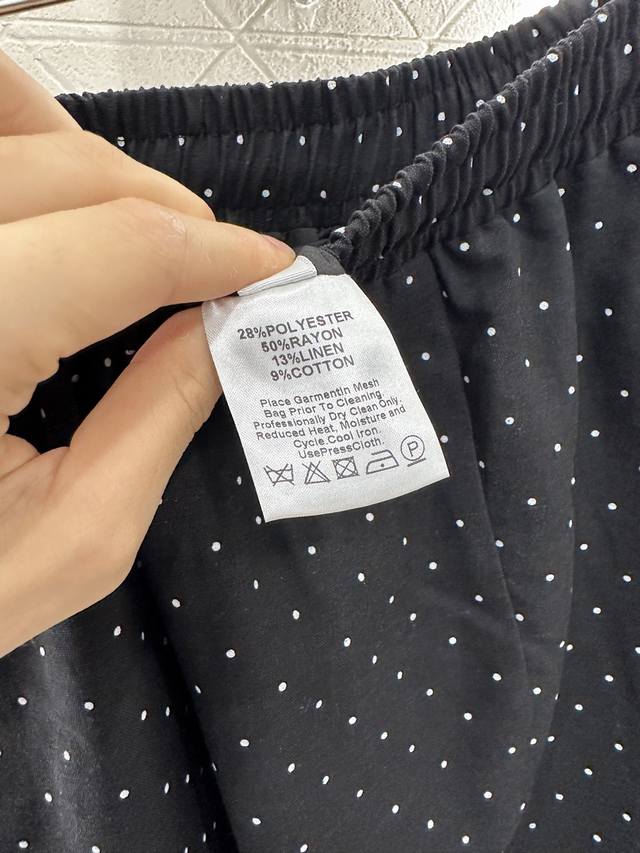 28%POLYESTER
50%RAYON
13%LINEN
9%COTTON
Place GarmentIn Mesh
Bag Prior To Cleaning
Professionally Dry Clean Only,
Reduced Heat, Moisture and
Cycle.Cool Iron.
UsePressCloth.
P